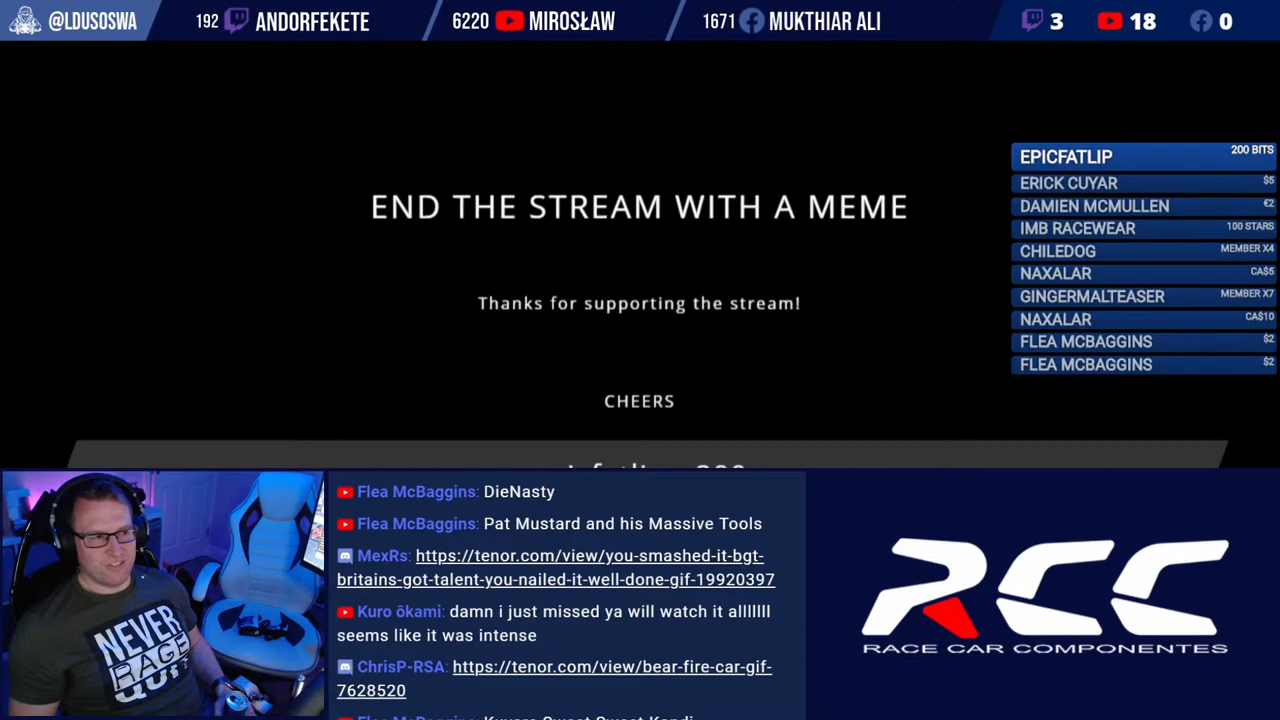 @LDUSOSWA
192 ANDORFEKETE
6220 MIROSŁAW
1671 MUKTHIAR ALI
3
18
0
END THE STREAM WITH A MEME
Thanks for supporting the stream!
CHEERS
EPICFATLIP 200 BITS
ERICK CUYAR $5
DAMIEN MCMULLEN €2
IMB RACEWEAR 100 STARS
CHILEDOG MEMBER X4
NAXALAR CA$5
GINGERMALTEASER MEMBER X7
NAXALAR CA$10
FLEA MCBAGGINS $2
FLEA MCBAGGINS $2
NEVER
RAGE
QUIT
Flea McBaggins: DieNasty
Flea McBaggins: Pat Mustard and his Massive Tools
MexRs: https://tenor.com/view/you-smashed-it-bgt-
britains-got-talent-you-nailed-it-well-done-gif-19920397
Kuro ōkami: damn i just missed ya will watch it alllllll
seems like it was intense
ChrisP-RSA: https://tenor.com/view/bear-fire-car-gif-
7628520
RCC
RACE CAR COMPONENTES